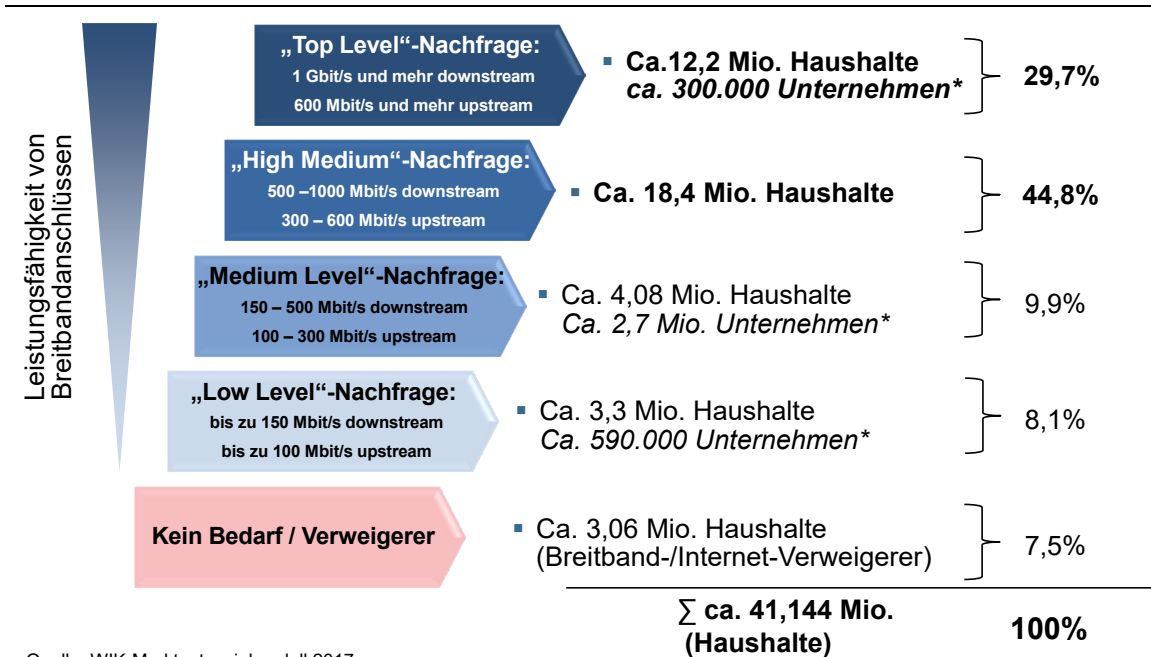 Leistungsfähigkeit von
Breitbandanschlüssen
„Top Level“-Nachfrage:
1 Gbit/s und mehr downstream
600 Mbit/s und mehr upstream
▪ Ca.12,2 Mio. Haushalte
ca. 300.000 Unternehmen*
29,7%
„High Medium“-Nachfrage:
500 –1000 Mbit/s downstream
300 – 600 Mbit/s upstream
▪ Ca. 18,4 Mio. Haushalte
44,8%
„Medium Level“-Nachfrage:
150 – 500 Mbit/s downstream
100 – 300 Mbit/s upstream
▪ Ca. 4,08 Mio. Haushalte
Ca. 2,7 Mio. Unternehmen*
9,9%
„Low Level“-Nachfrage:
bis zu 150 Mbit/s downstream
bis zu 100 Mbit/s upstream
▪ Ca. 3,3 Mio. Haushalte
Ca. 590.000 Unternehmen*
8,1%
Kein Bedarf / Verweigerer
▪ Ca. 3,06 Mio. Haushalte
(Breitband-/Internet-Verweigerer)
7,5%
∑ ca. 41,144 Mio.
(Haushalte)
100%